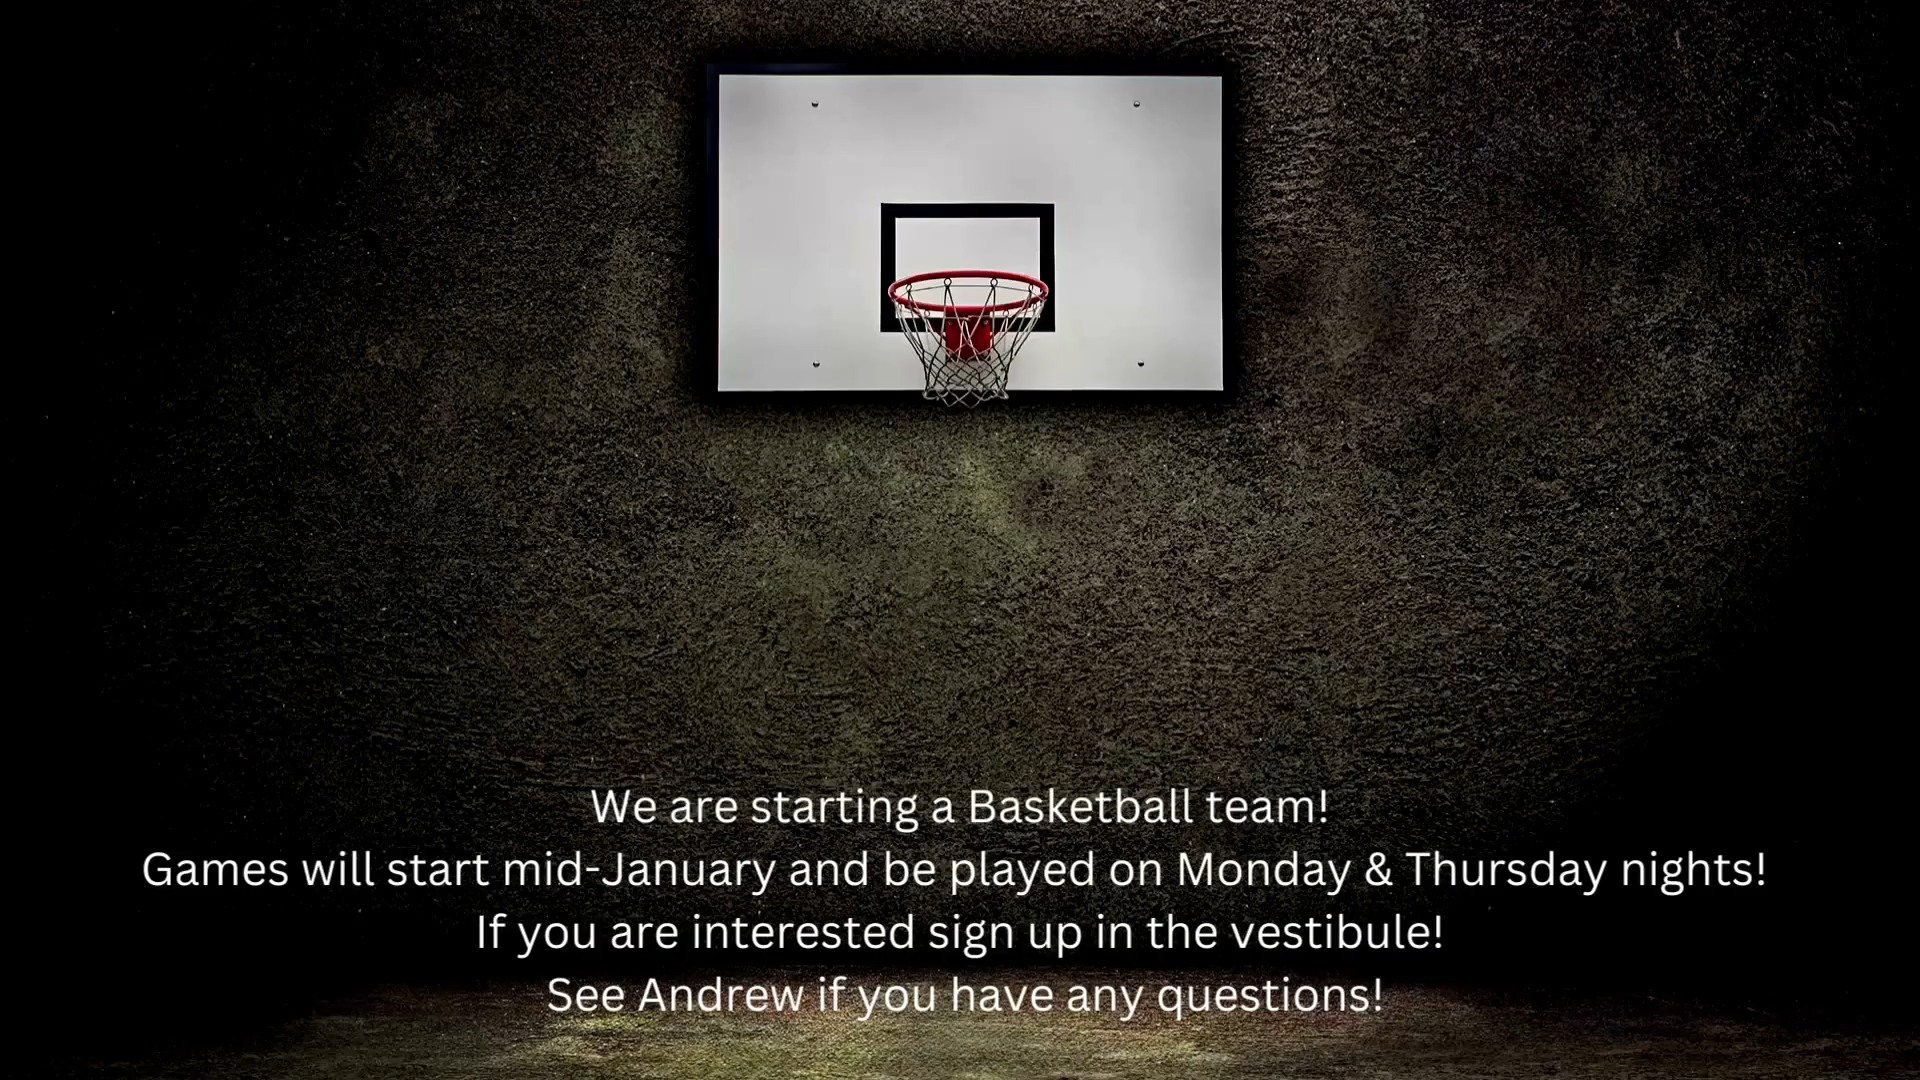 We are starting a Basketball team!
Games will start mid-January and be played on Monday & Thursday nights!
If you are interested sign up in the vestibule!
See Andrew if you have any questions!